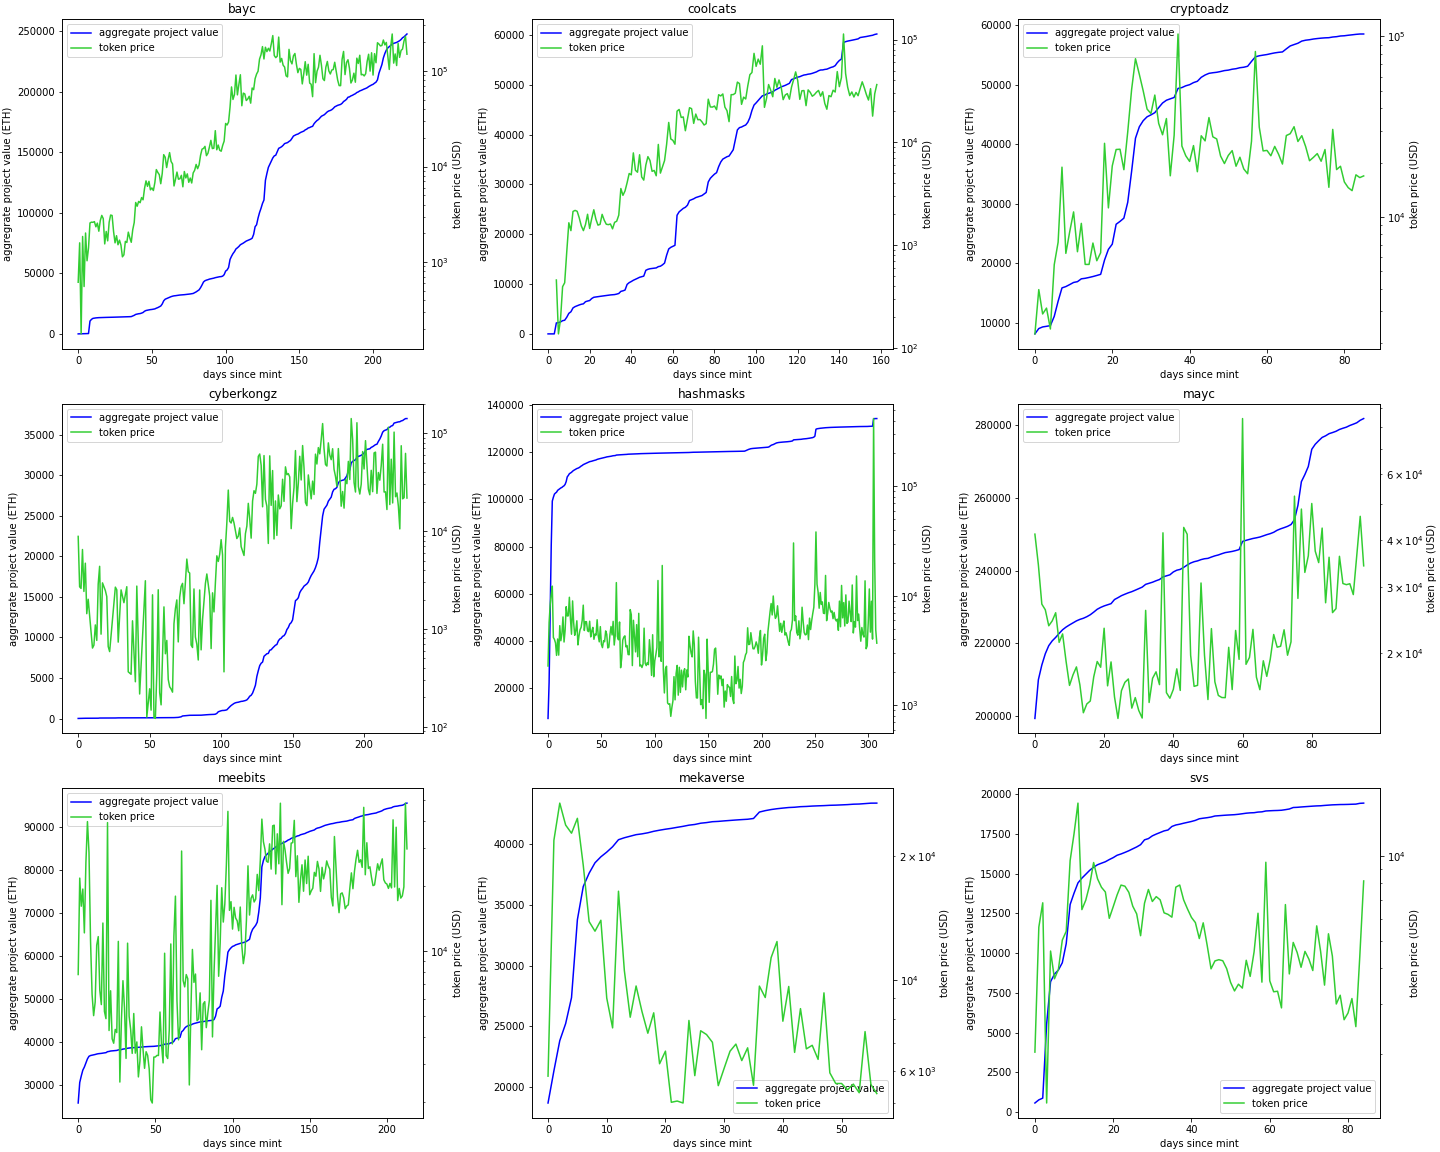 bayc
aggregate project value
token price
aggregrate project value (ETH)
token price (USD)
250000
200000
150000
100000
50000
0
10^5
10^4
10^3
0 50 100 150 200
days since mint
coolcats
aggregate project value
token price
aggregrate project value (ETH)
token price (USD)
60000
50000
40000
30000
20000
10000
0
10^5
10^4
10^3
10^2
0 20 40 60 80 100 120 140 160
days since mint
cryptoadz
aggregate project value
token price
aggregrate project value (ETH)
token price (USD)
60000
50000
40000
30000
20000
10000
10^5
10^4
0 20 40 60 80
days since mint
cyberkongz
aggregate project value
token price
aggregrate project value (ETH)
token price (USD)
35000
30000
25000
20000
15000
10000
5000
0
10^5
10^4
10^3
10^2
0 50 100 150 200
days since mint
hashmasks
aggregate project value
token price
aggregrate project value (ETH)
token price (USD)
140000
120000
100000
80000
60000
40000
20000
10^5
10^4
10^3
0 50 100 150 200 250 300
days since mint
mayc
aggregate project value
token price
aggregrate project value (ETH)
token price (USD)
280000
260000
240000
220000
200000
6 × 10^4
4 × 10^4
3 × 10^4
2 × 10^4
0 20 40 60 80
days since mint
meebits
aggregate project value
token price
aggregrate project value (ETH)
token price (USD)
90000
80000
70000
60000
50000
40000
30000
10^4
0 50 100 150 200
days since mint
mekaverse
aggregate project value
token price
aggregrate project value (ETH)
token price (USD)
40000
35000
30000
25000
20000
2 × 10^4
10^4
6 × 10^3
0 10 20 30 40 50
days since mint
svs
aggregate project value
token price
aggregrate project value (ETH)
token price (USD)
20000
17500
15000
12500
10000
7500
5000
2500
0
10^4
0 20 40 60 80
days since mint